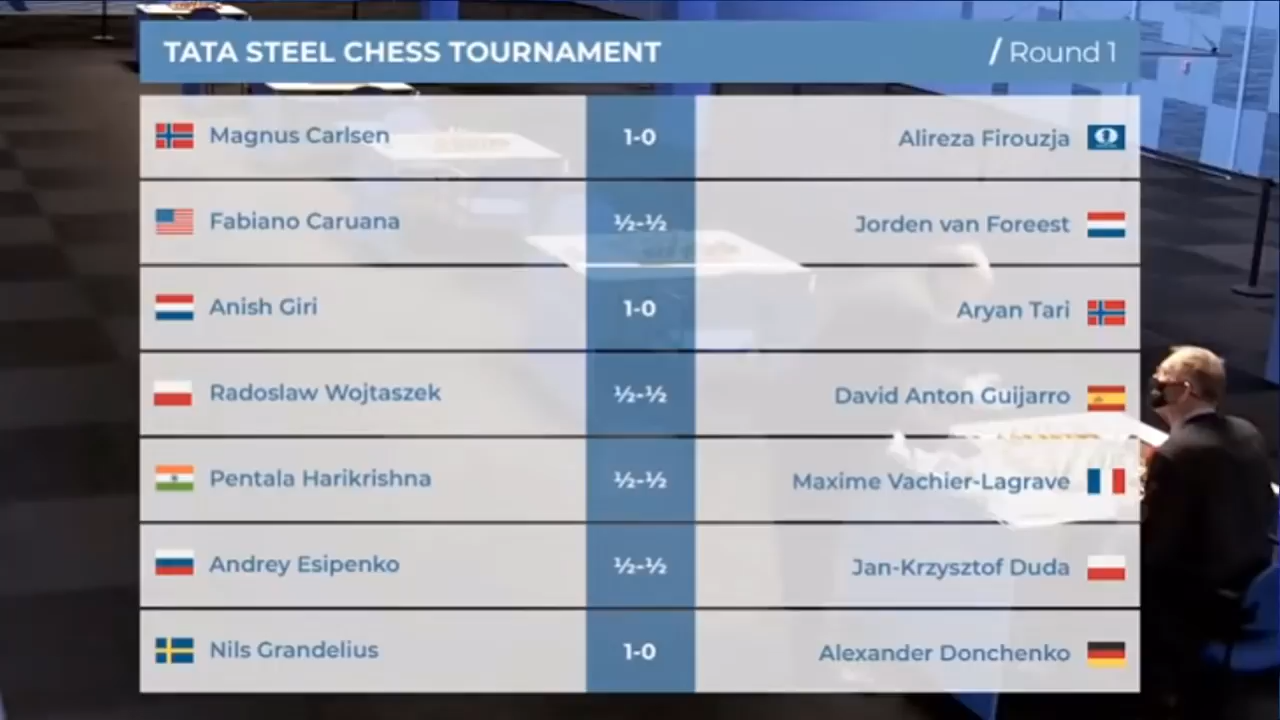 TATA STEEL CHESS TOURNAMENT / Round 1
Magnus Carlsen 1-0 Alireza Firouzja
Fabiano Caruana ½-½ Jorden van Foreest
Anish Giri 1-0 Aryan Tari
Radoslaw Wojtaszek ½-½ David Anton Guijarro
Pentala Harikrishna ½-½ Maxime Vachier-Lagrave
Andrey Esipenko ½-½ Jan-Krzysztof Duda
Nils Grandelius 1-0 Alexander Donchenko